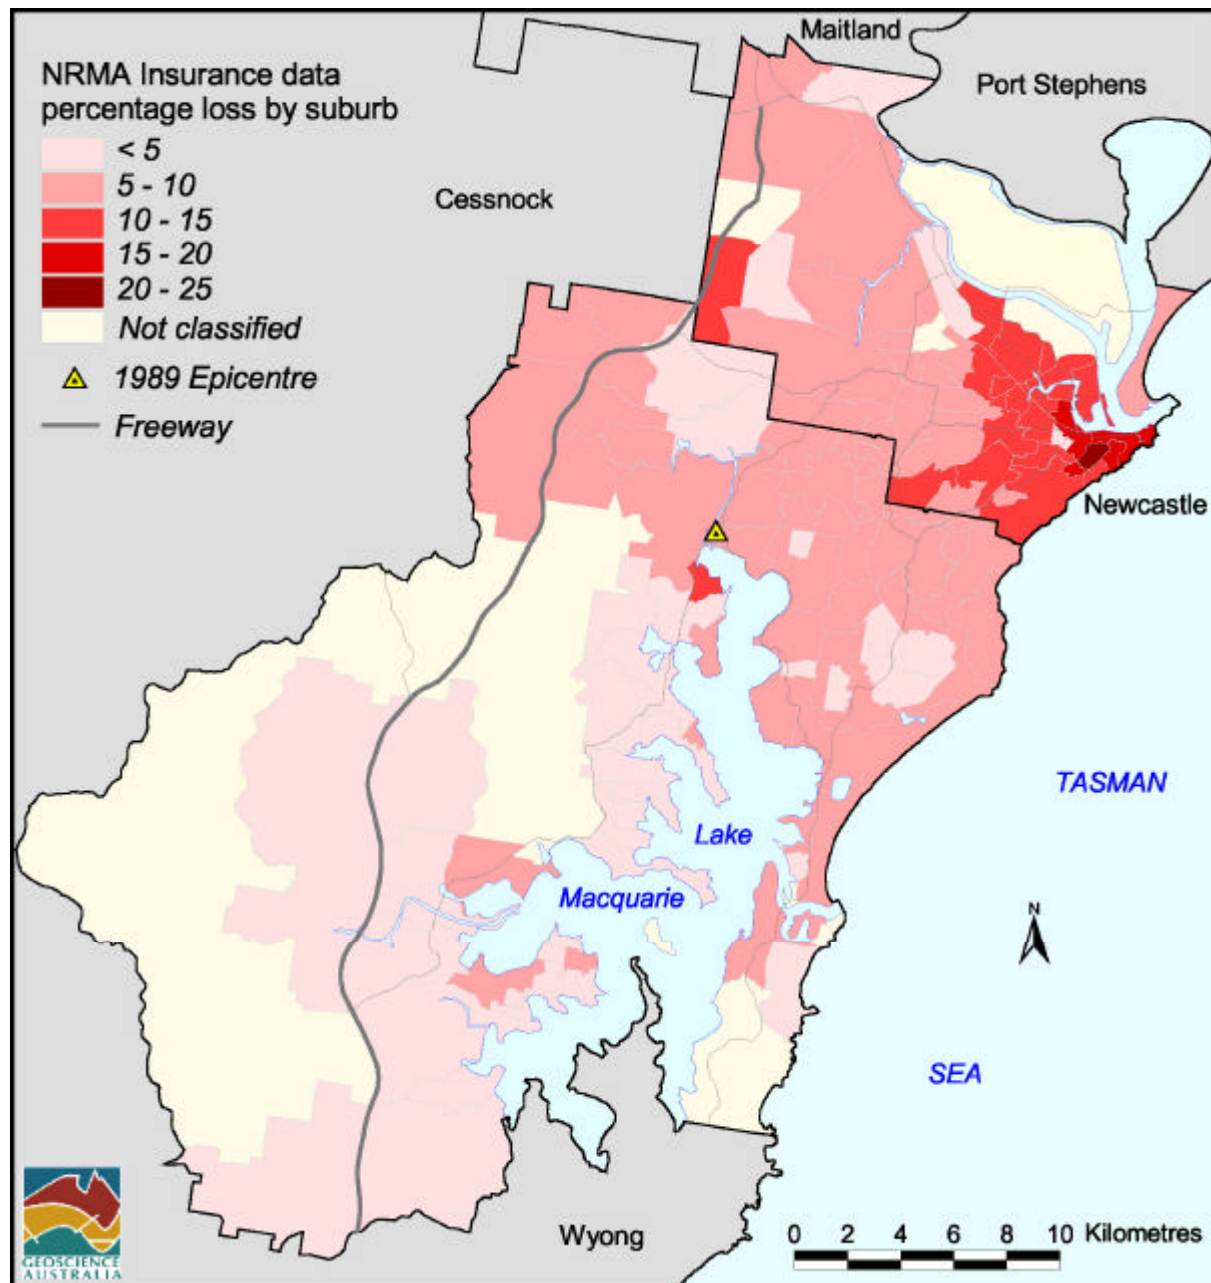 Maitland
Port Stephens
NRMA Insurance data
percentage loss by suburb
< 5
5 - 10
10 - 15
15 - 20
20 - 25
Not classified
1989 Epicentre
Freeway
Cessnock
Newcastle
TASMAN
Lake
Macquarie
N
SEA
Wyong
0 2 4 6 8 10 Kilometres
GEOSCIENCE
AUSTRALIA